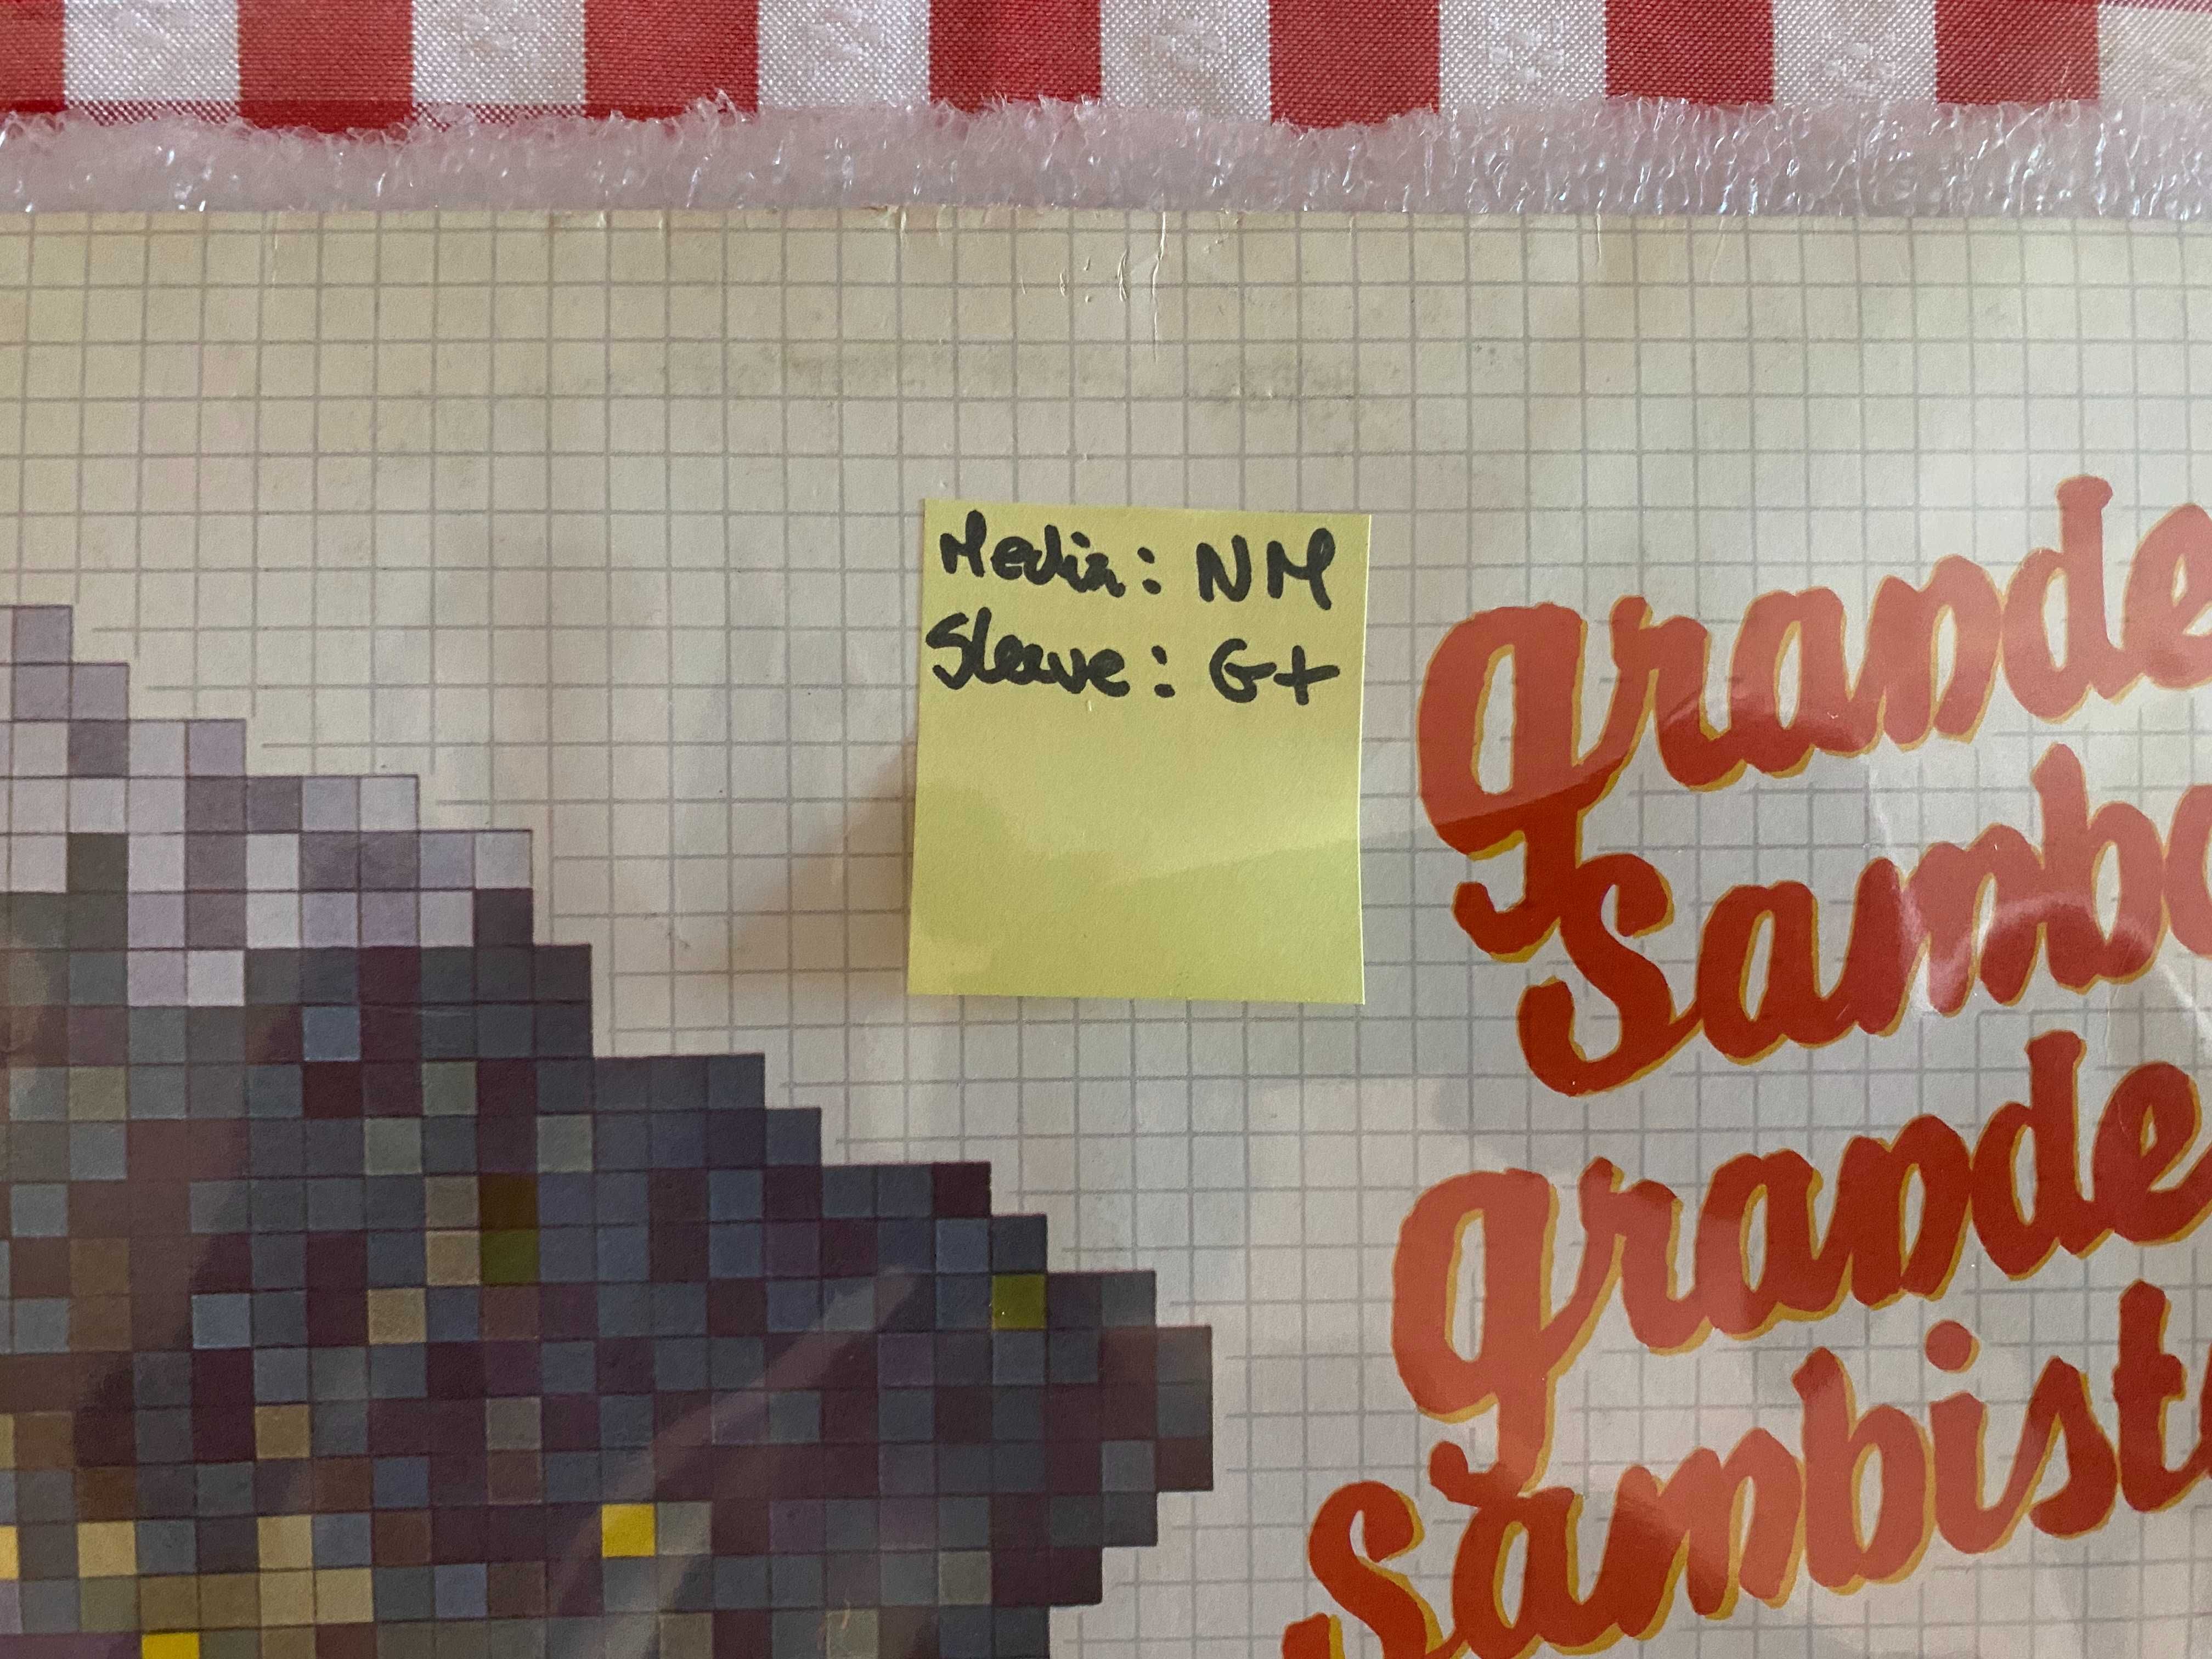 Media: NM
Sleeve: G+
grande
Samb
grande
Sambist